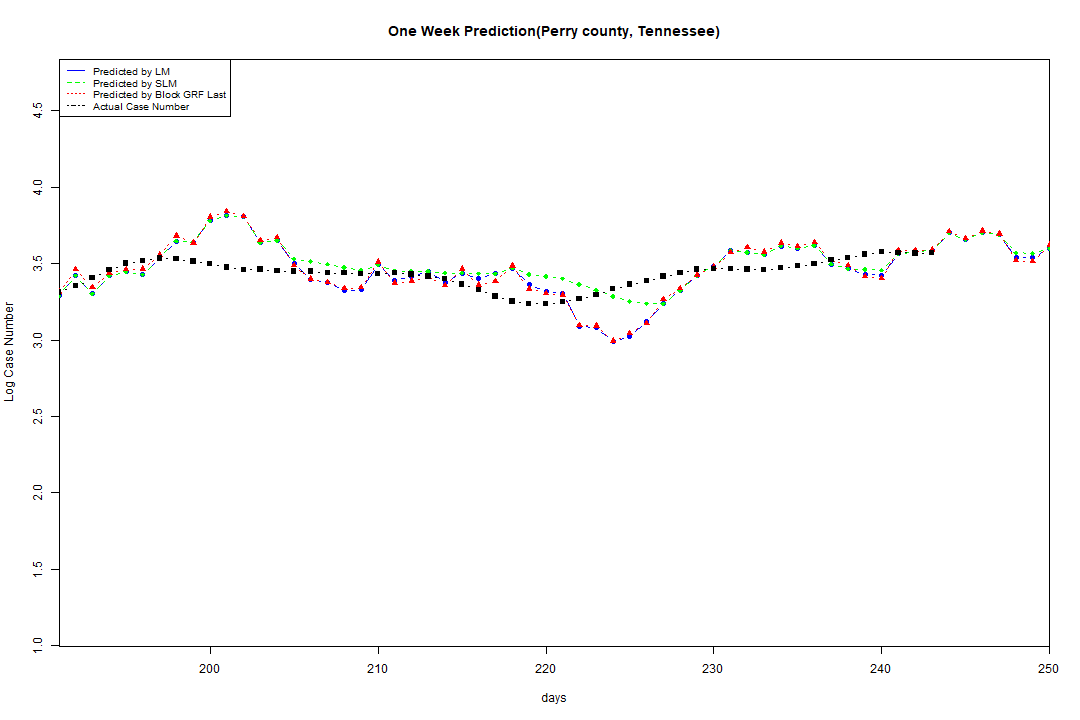 One Week Prediction(Perry county, Tennessee)
Predicted by LM
Predicted by SLM
Predicted by Block GRF Last
Actual Case Number
Log Case Number
4.5
4.0
3.5
3.0
2.5
2.0
1.5
1.0
200 210 220 230 240 250
days